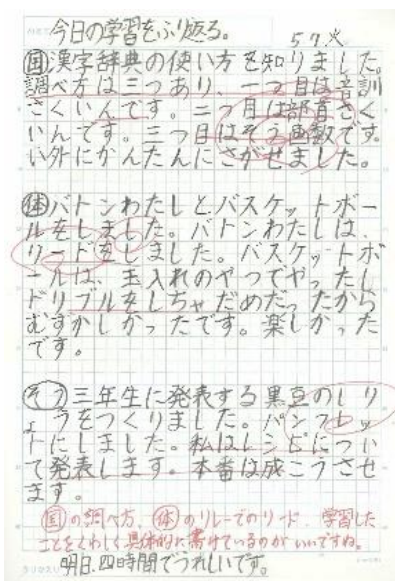 今日の学習をふり返る。
5 7 火
国漢字辞典の使い方を知りました。
調べ方は三つあり、一つ目は音訓
さくいんです。二つ目は部首さく
いんです。三つ目はそう画数です。
い外にかんたんにさがせました。
体バトンわたしとバスケットボー
ルをしました。バトンわたしは、
リードをしました。バスケットボ
ールは、玉入れのやつでやったし
ドリブルをしちゃだめだったから
むずかしかったです。楽しかった
です。
そう三年生に発表する黒豆のしり
ょうをつくりました。パンフレッ
トにしました。私はレシピについ
て発表します。本番は成こうさせ
ます。
国の調べ方、体のリレーでのリード、学習した
ことをくわしく具体的に書けているのがいいですね。
明日、四時間でうれしいです。